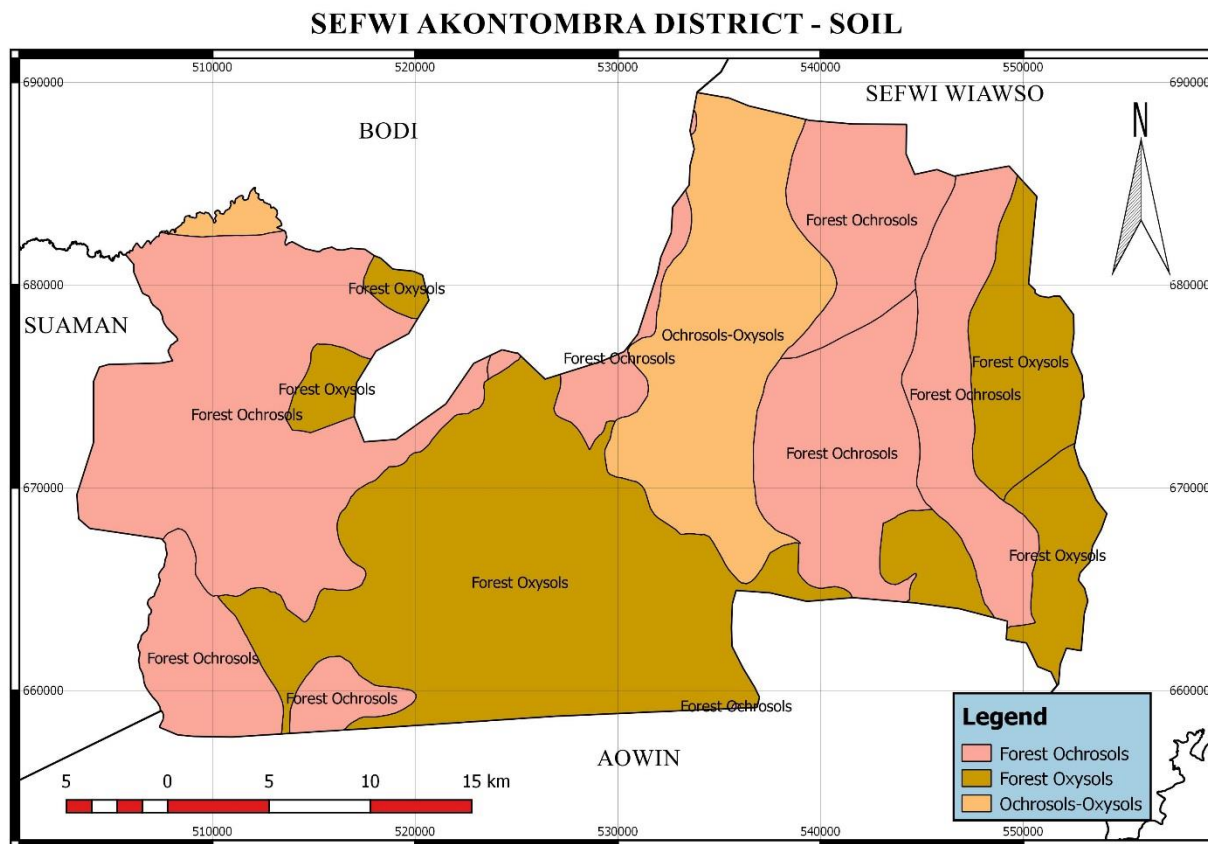 SEFWI AKONTOMBRA DISTRICT - SOIL
510000 520000 530000 540000 550000
690000 690000
SEFWI WIAWSO
BODI
N
Forest Ochrosols
680000 680000
Forest Oxysols
SUAMAN
Ochrosols-Oxysols
Forest Ochrosols
Forest Oxysols
Forest Oxysols
Forest Ochrosols
Forest Ochrosols
Forest Ochrosols
670000 670000
Forest Oxysols
Forest Oxysols
Forest Ochrosols
660000 660000
Forest Ochrosols
Forest Ochrosols
Legend
Forest Ochrosols
Forest Oxysols
Ochrosols-Oxysols
AOWIN
5 0 5 10 15 km
510000 520000 530000 540000 550000